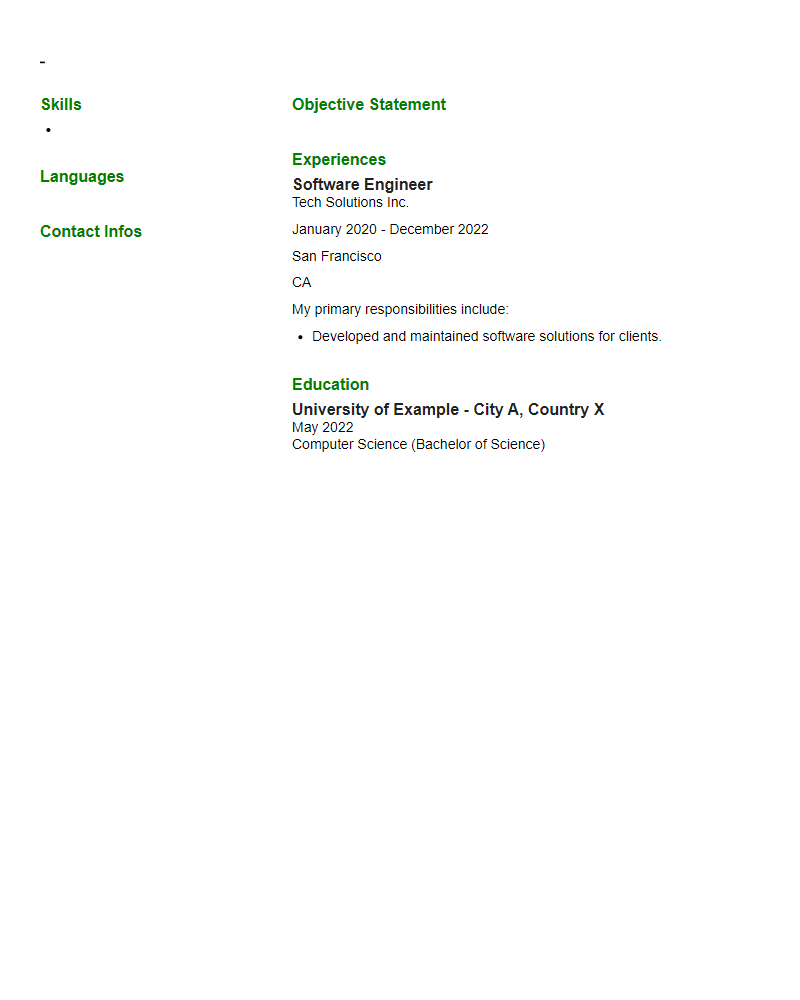 -
Skills
•
Languages
Contact Infos
Objective Statement
Experiences
Software Engineer
Tech Solutions Inc.
January 2020 - December 2022
San Francisco
CA
My primary responsibilities include:
• Developed and maintained software solutions for clients.
Education
University of Example - City A, Country X
May 2022
Computer Science (Bachelor of Science)